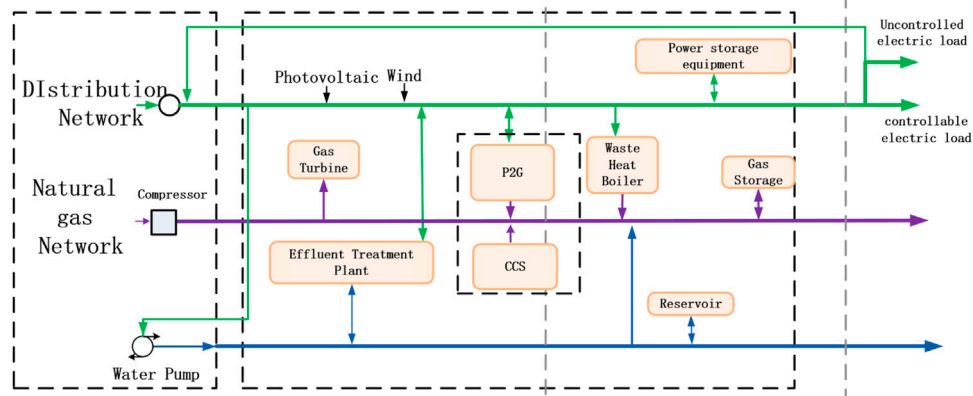 Uncontrolled
electric load
Power storage
equipment
Photovoltaic Wind
DIstribution
Network
controllable
electric load
Gas
Turbine
P2G
Waste
Heat
Boiler
Gas
Storage
Natural
gas
Network
Compressor
Effluent Treatment
Plant
CCS
Reservoir
Water Pump